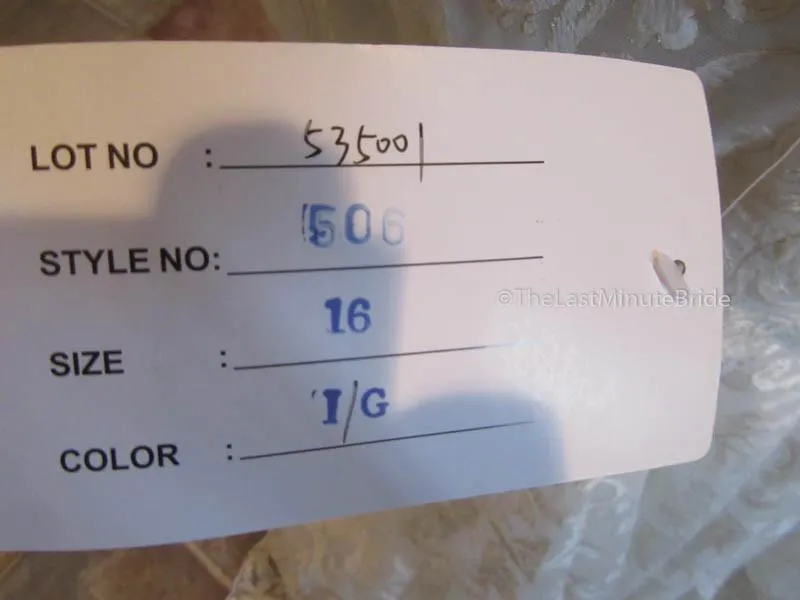 LOT NO : 535001
STYLE NO: 506
SIZE : 16
COLOR : I/G
©TheLastMinuteBride